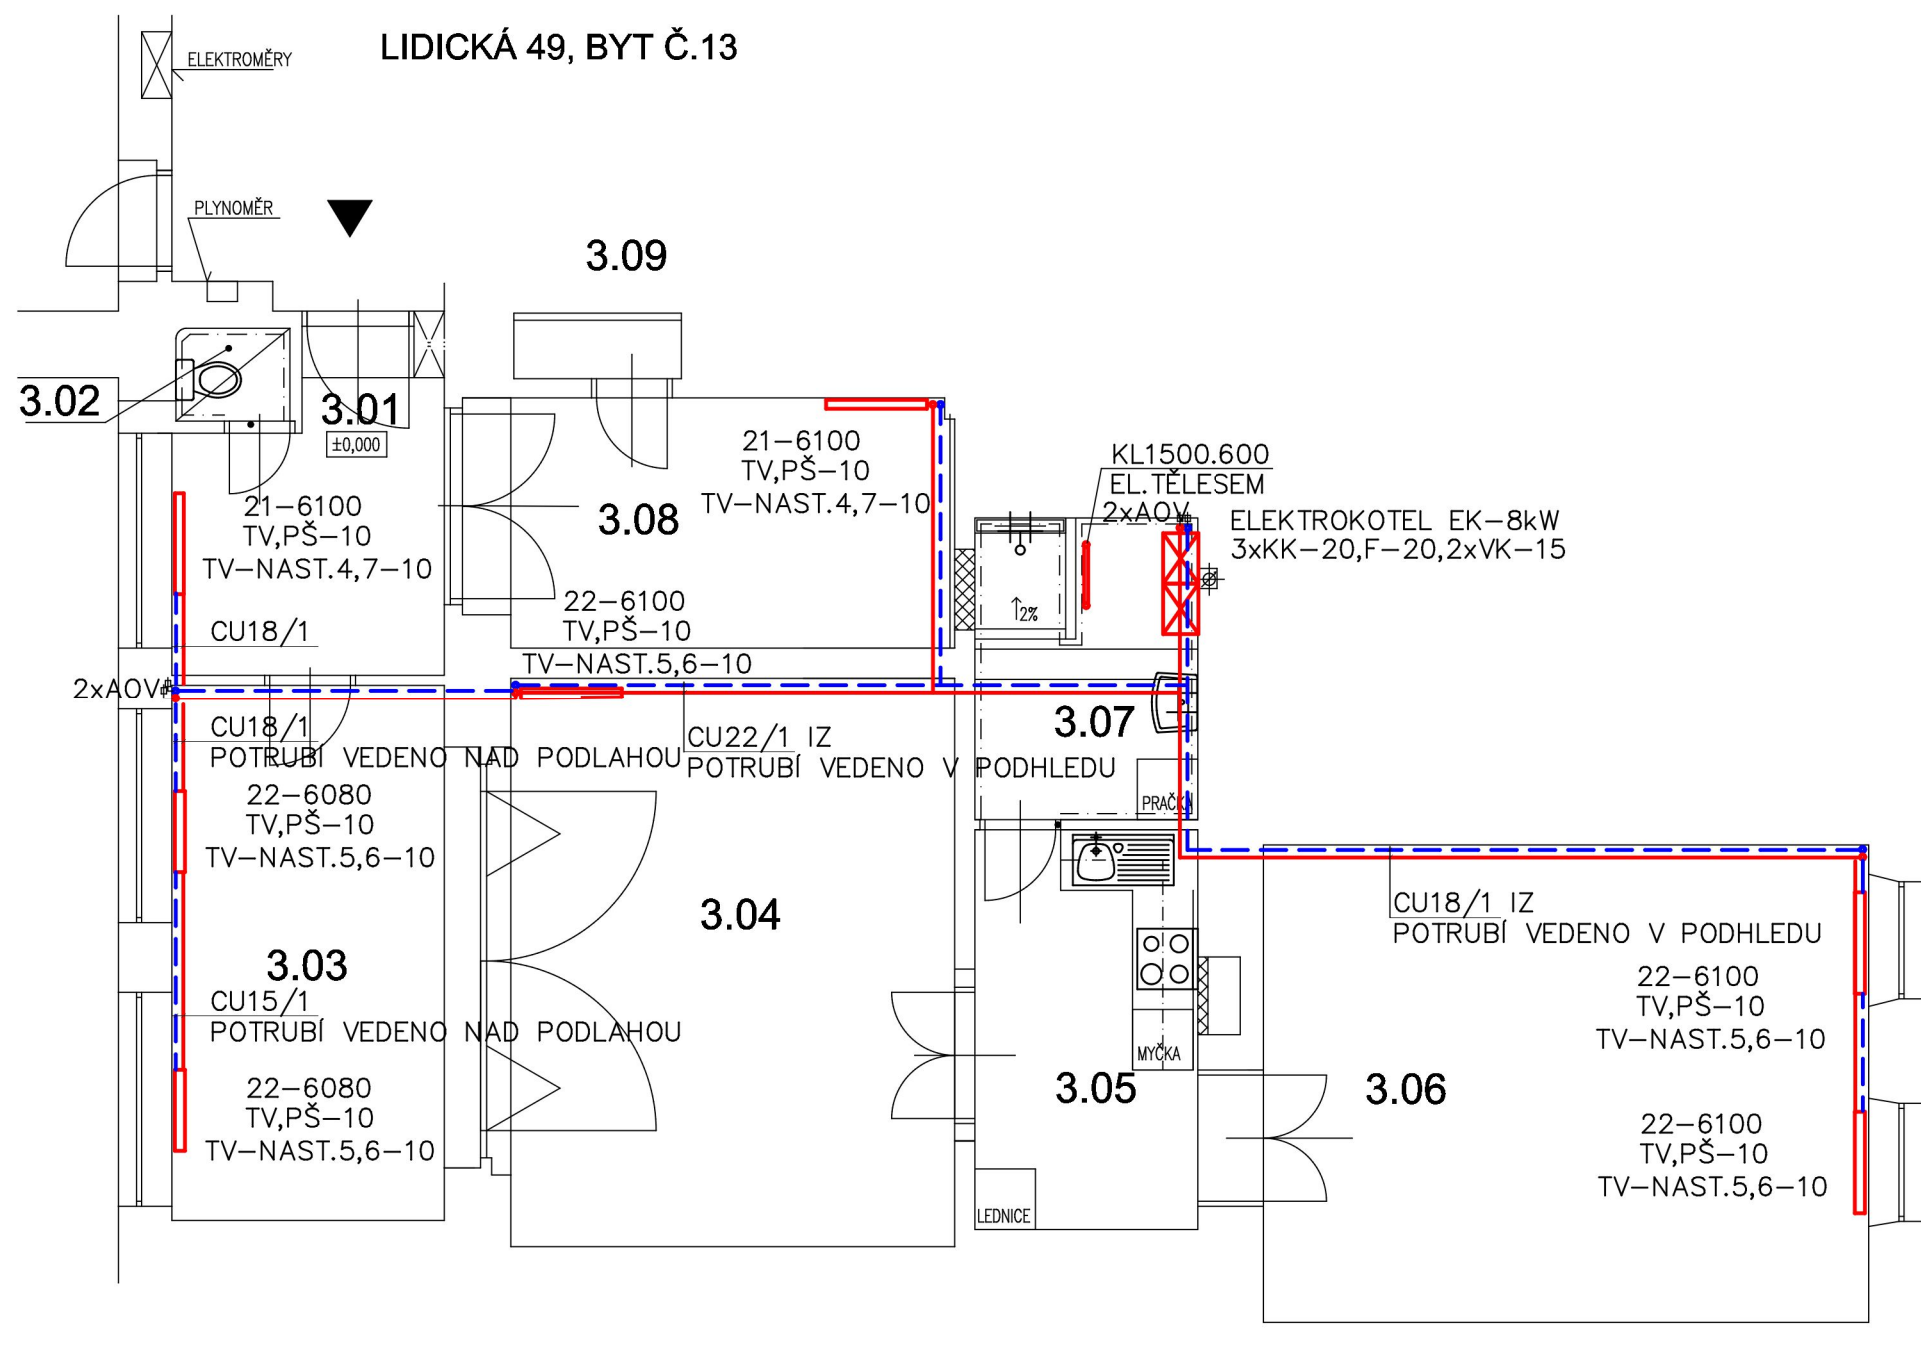 LIDICKÁ 49, BYT Č.13
ELEKTROMĚRY
PLYNOMĚR
3.09
3.02
3.01
±0,000
21-6100
TV,PŠ-10
TV-NAST.4,7-10
3.08
21-6100
TV,PŠ-10
TV-NAST.4,7-10
KL1500.600
EL.TĚLESEM
2xAOV
ELEKTROKOTEL EK-8kW
3xKK-20,F-20,2xVK-15
2%
22-6100
TV,PŠ-10
TV-NAST.5,6-10
CU18/1
2xAOV
CU18/1
POTRUBÍ VEDENO NAD PODLAHOU
CU22/1 IZ
POTRUBÍ VEDENO V PODHLEDU
3.07
PRAČKA
22-6080
TV,PŠ-10
TV-NAST.5,6-10
3.03
3.04
CU15/1
POTRUBÍ VEDENO NAD PODLAHOU
22-6080
TV,PŠ-10
TV-NAST.5,6-10
MYČKA
3.05
LEDNICE
CU18/1 IZ
POTRUBÍ VEDENO V PODHLEDU
22-6100
TV,PŠ-10
TV-NAST.5,6-10
3.06
22-6100
TV,PŠ-10
TV-NAST.5,6-10